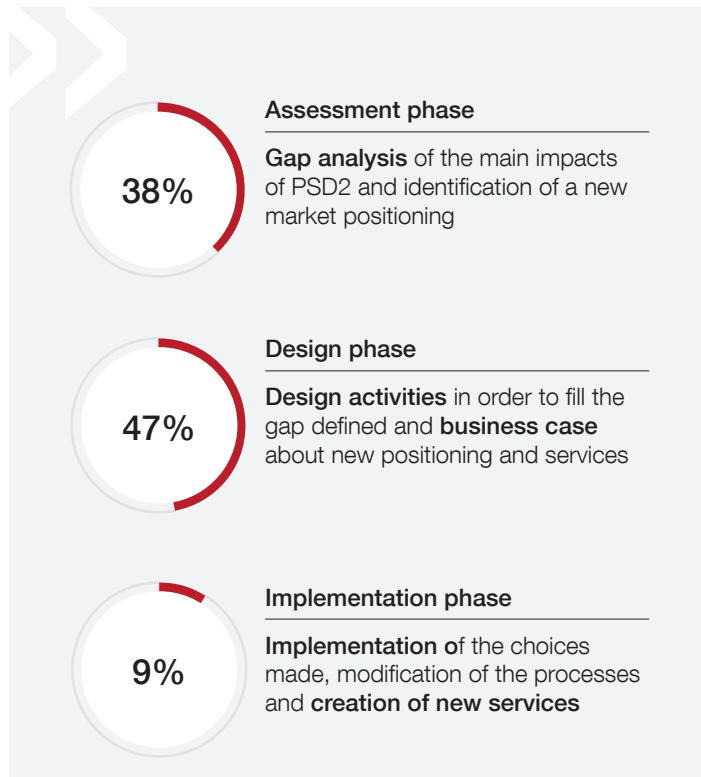 38%
Assessment phase
Gap analysis of the main impacts
of PSD2 and identification of a new
market positioning
47%
Design phase
Design activities in order to fill the
gap defined and business case
about new positioning and services
9%
Implementation phase
Implementation of the choices
made, modification of the processes
and creation of new services